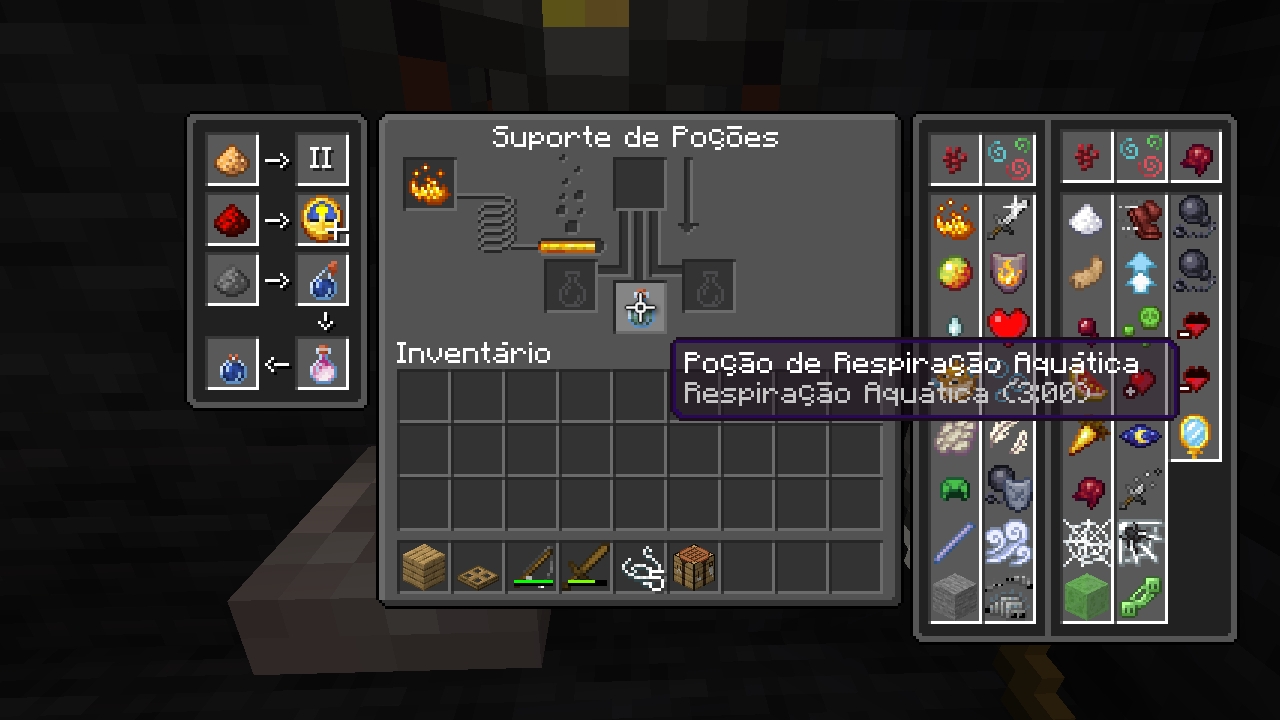 Suporte de Poções
II
Inventário
Poção de Respiração Aquática
Respiração Aquática (3:00)